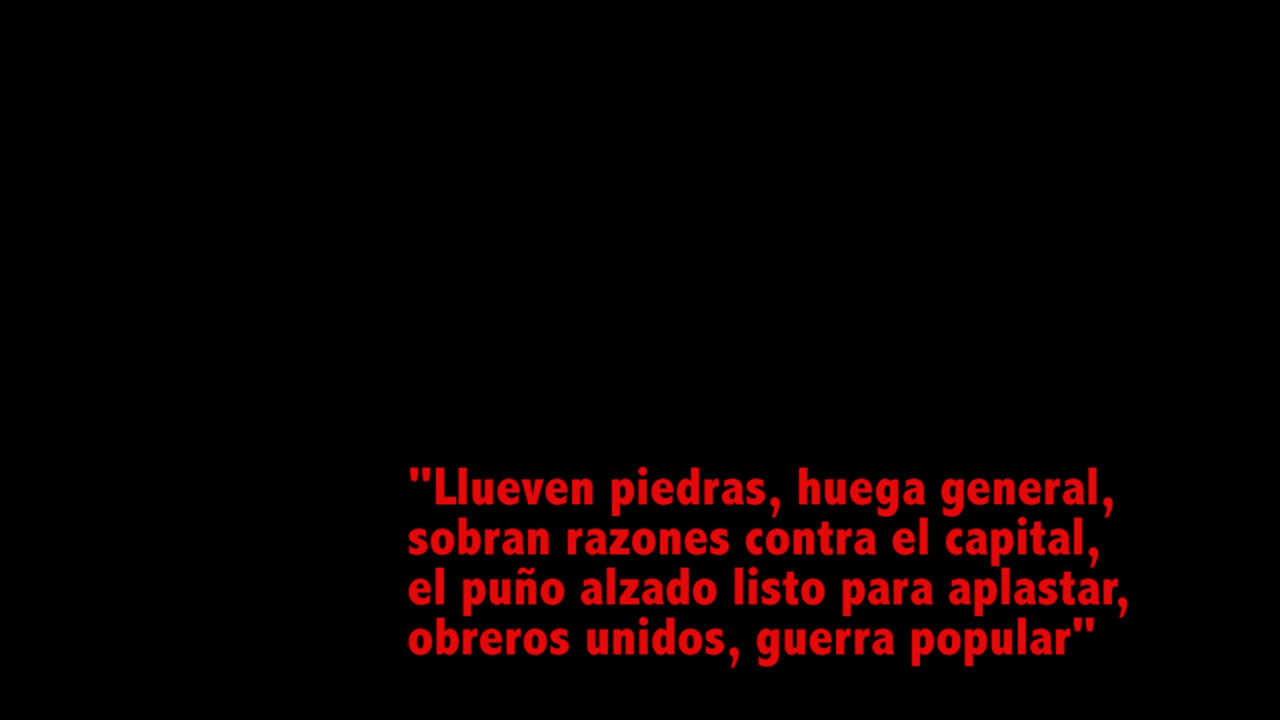 "Llueven piedras, huega general,
sobran razones contra el capital,
el puño alzado listo para aplastar,
obreros unidos, guerra popular"